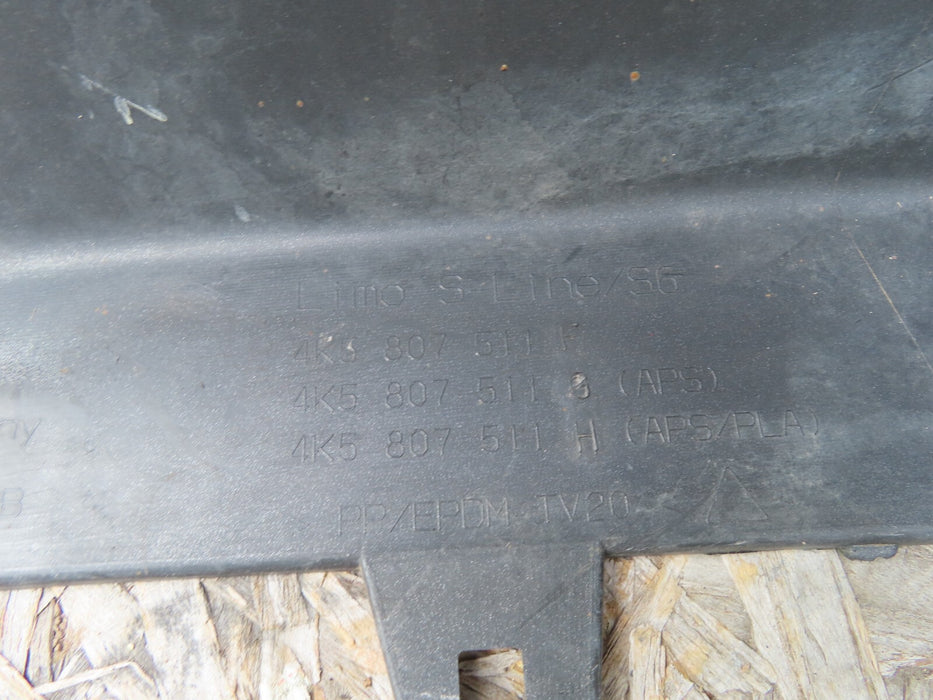 Limo S-Line/S6
4K5 807 511 F
4K5 807 511 G (APS)
4K5 807 511 H (APS/PLA)
PP/EPDM TV20